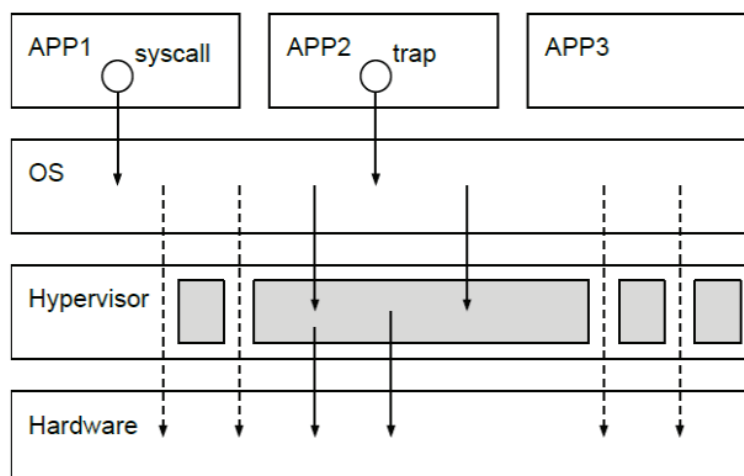 APP1
syscall
APP2
trap
APP3
OS
Hypervisor
Hardware